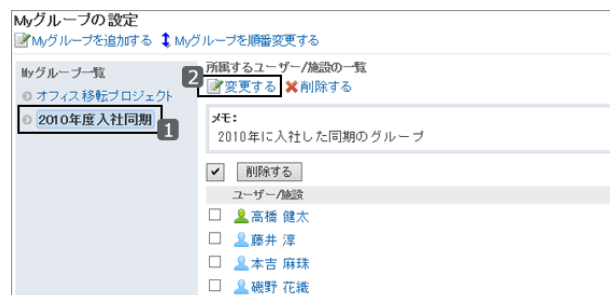 Myグループの設定
Myグループを追加する Myグループを順番変更する
Myグループ一覧
オフィス移転プロジェクト
2010年度入社同期
1
所属するユーザー/施設の一覧
2
変更する 削除する
メモ:
2010年に入社した同期のグループ
削除する
ユーザー/施設
高橋 健太
藤井 淳
本吉 麻珠
磯野 花織